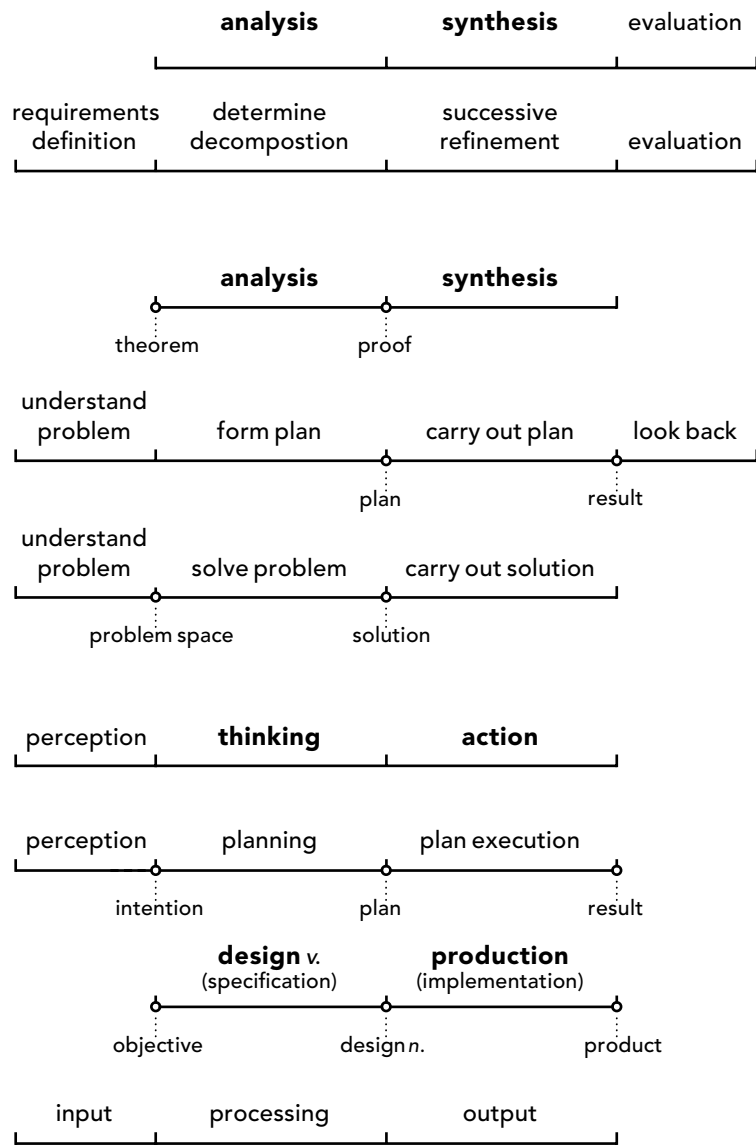 analysis synthesis evaluation
requirements determine successive
definition decompostion refinement evaluation
analysis synthesis
theorem proof
understand
problem form plan carry out plan look back
plan result
understand
problem solve problem carry out solution
problem space solution
perception thinking action
perception planning plan execution
intention plan result
design v. production
(specification) (implementation)
objective design n. product
input processing output